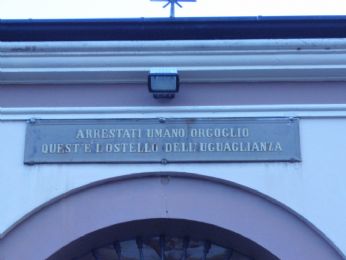 ARRESTATI UMANO ORGOGLIO
QUEST'È L'OSTELLO DELL'UGUAGLIANZA